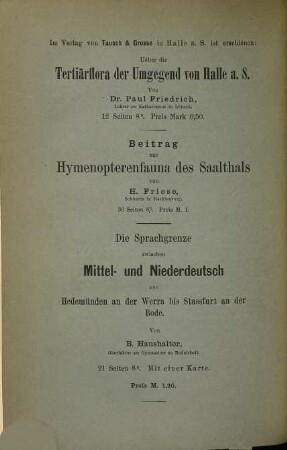 Im Verlag von Tausch & Grosse in Halle a. S. ist erschienen:
Ueber die
Tertiärflora der Umgegend von Halle a. S.
Von
Dr. Paul Friedrich,
Lehrer am Katharineum in Lübeck.
12 Seiten 8°. Preis Mark 0,50.
Beitrag
zur
Hymenopterenfauna des Saalthals
von
H. Friese,
Schwerin in Mecklenburg.
36 Seiten 8°. Preis M. 1.
Die Sprachgrenze
zwischen
Mittel- und Niederdeutsch
von
Hedemünden an der Werra bis Stassfurt an der
Bode.
Von
B. Haushalter,
Oberlehrer am Gymnasium zu Rudolstadt.
21 Seiten 8°. Mit einer Karte.
Preis M. 1,20.